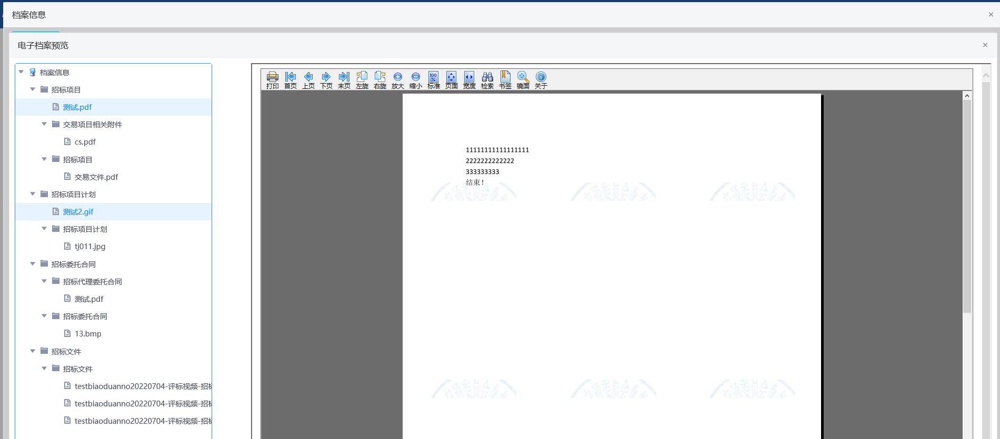 档案信息
电子档案预览
档案信息
招标项目
测试.pdf
交易项目相关附件
cs.pdf
招标项目
交易文件.pdf
招标项目计划
测试2.gif
招标项目计划
tj011.jpg
招标委托合同
招标代理委托合同
测试.pdf
招标委托合同
13.bmp
招标文件
招标文件
testbiaoduanno20220704-评标视频-招标
testbiaoduanno20220704-评标视频-招标
testbiaoduanno20220704-评标视频-招标
打印 首页 上页 下页 末页 左旋 右旋 放大 缩小 标准 页面 宽度 检索 书签 镜面 关于
11111111111111111
2222222222222
333333333
结束！